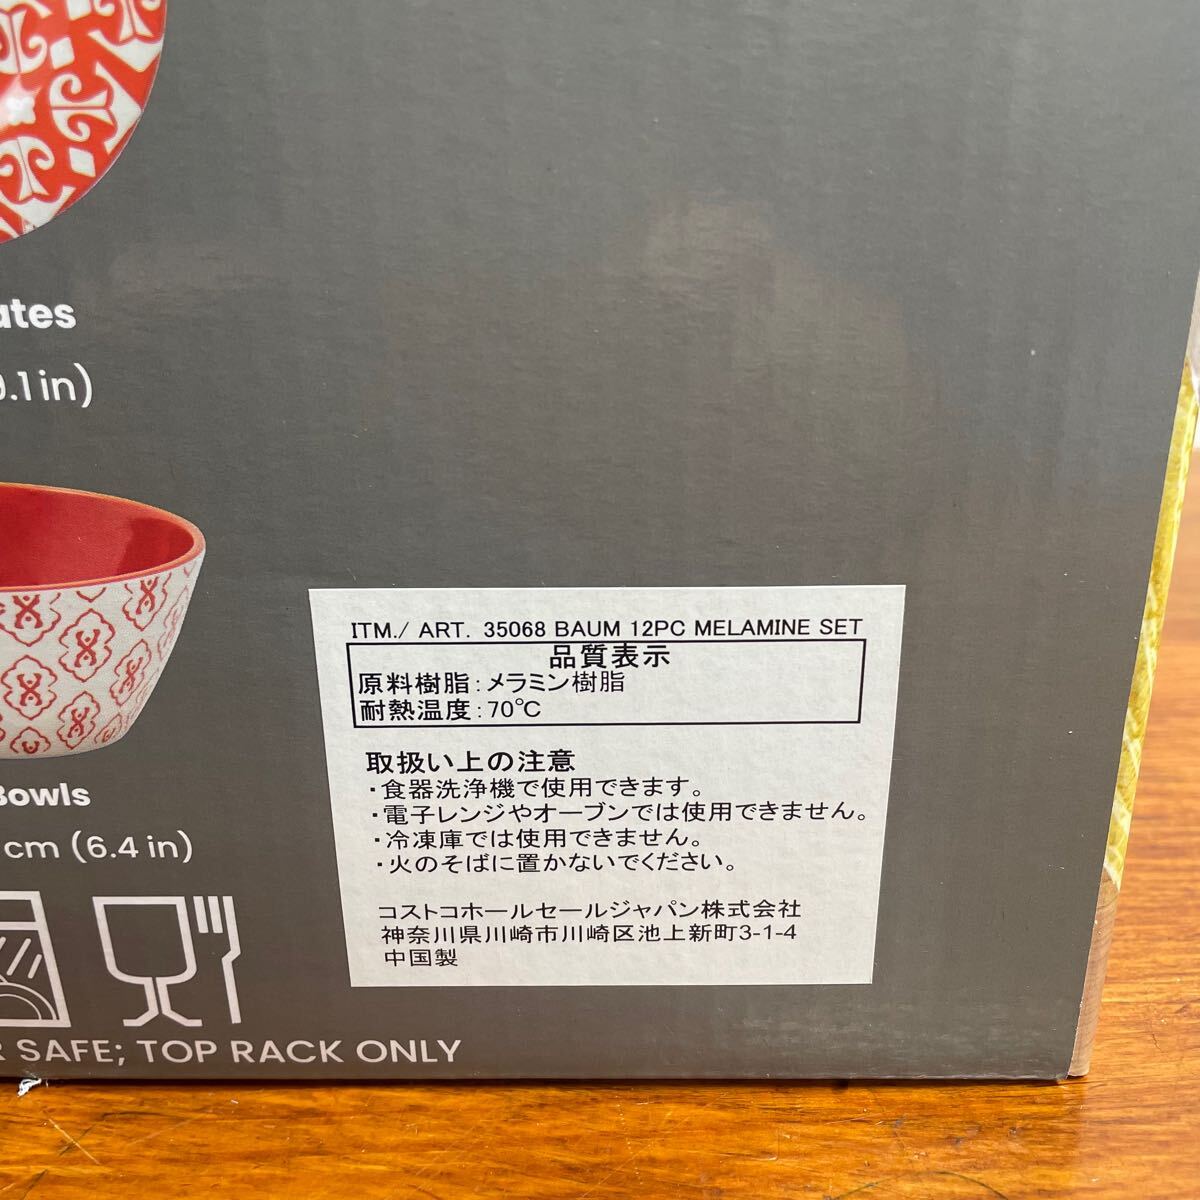 (6.4 in)
Bowls
SAFE; TOP RACK ONLY
ITM./ ART. 35068 BAUM 12PC MELAMINE SET
品質表示
原料樹脂：メラミン樹脂
耐熱温度：70℃
取扱い上の注意
・食器洗浄機で使用できます。
・電子レンジやオーブンでは使用できません。
・冷凍庫では使用できません。
・火のそばに置かないでください。
コストコホールセールジャパン株式会社
神奈川県川崎市川崎区池上新町3-1-4
中国製